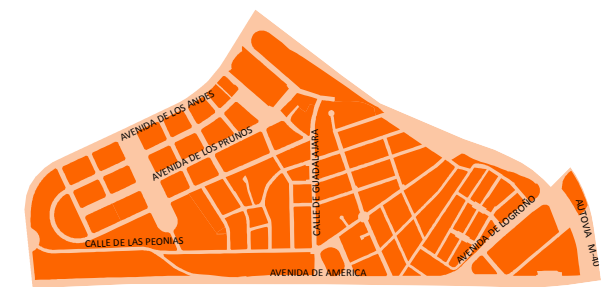 AVENIDA DE LOS ANDES
AVENIDA DE LOS PRUNOS
CALLE DE GUADALAJARA
CALLE DE LAS PEONIAS
AVENIDA DE LOGROÑO
AUTOVIA M-40
AVENIDA DE AMERICA